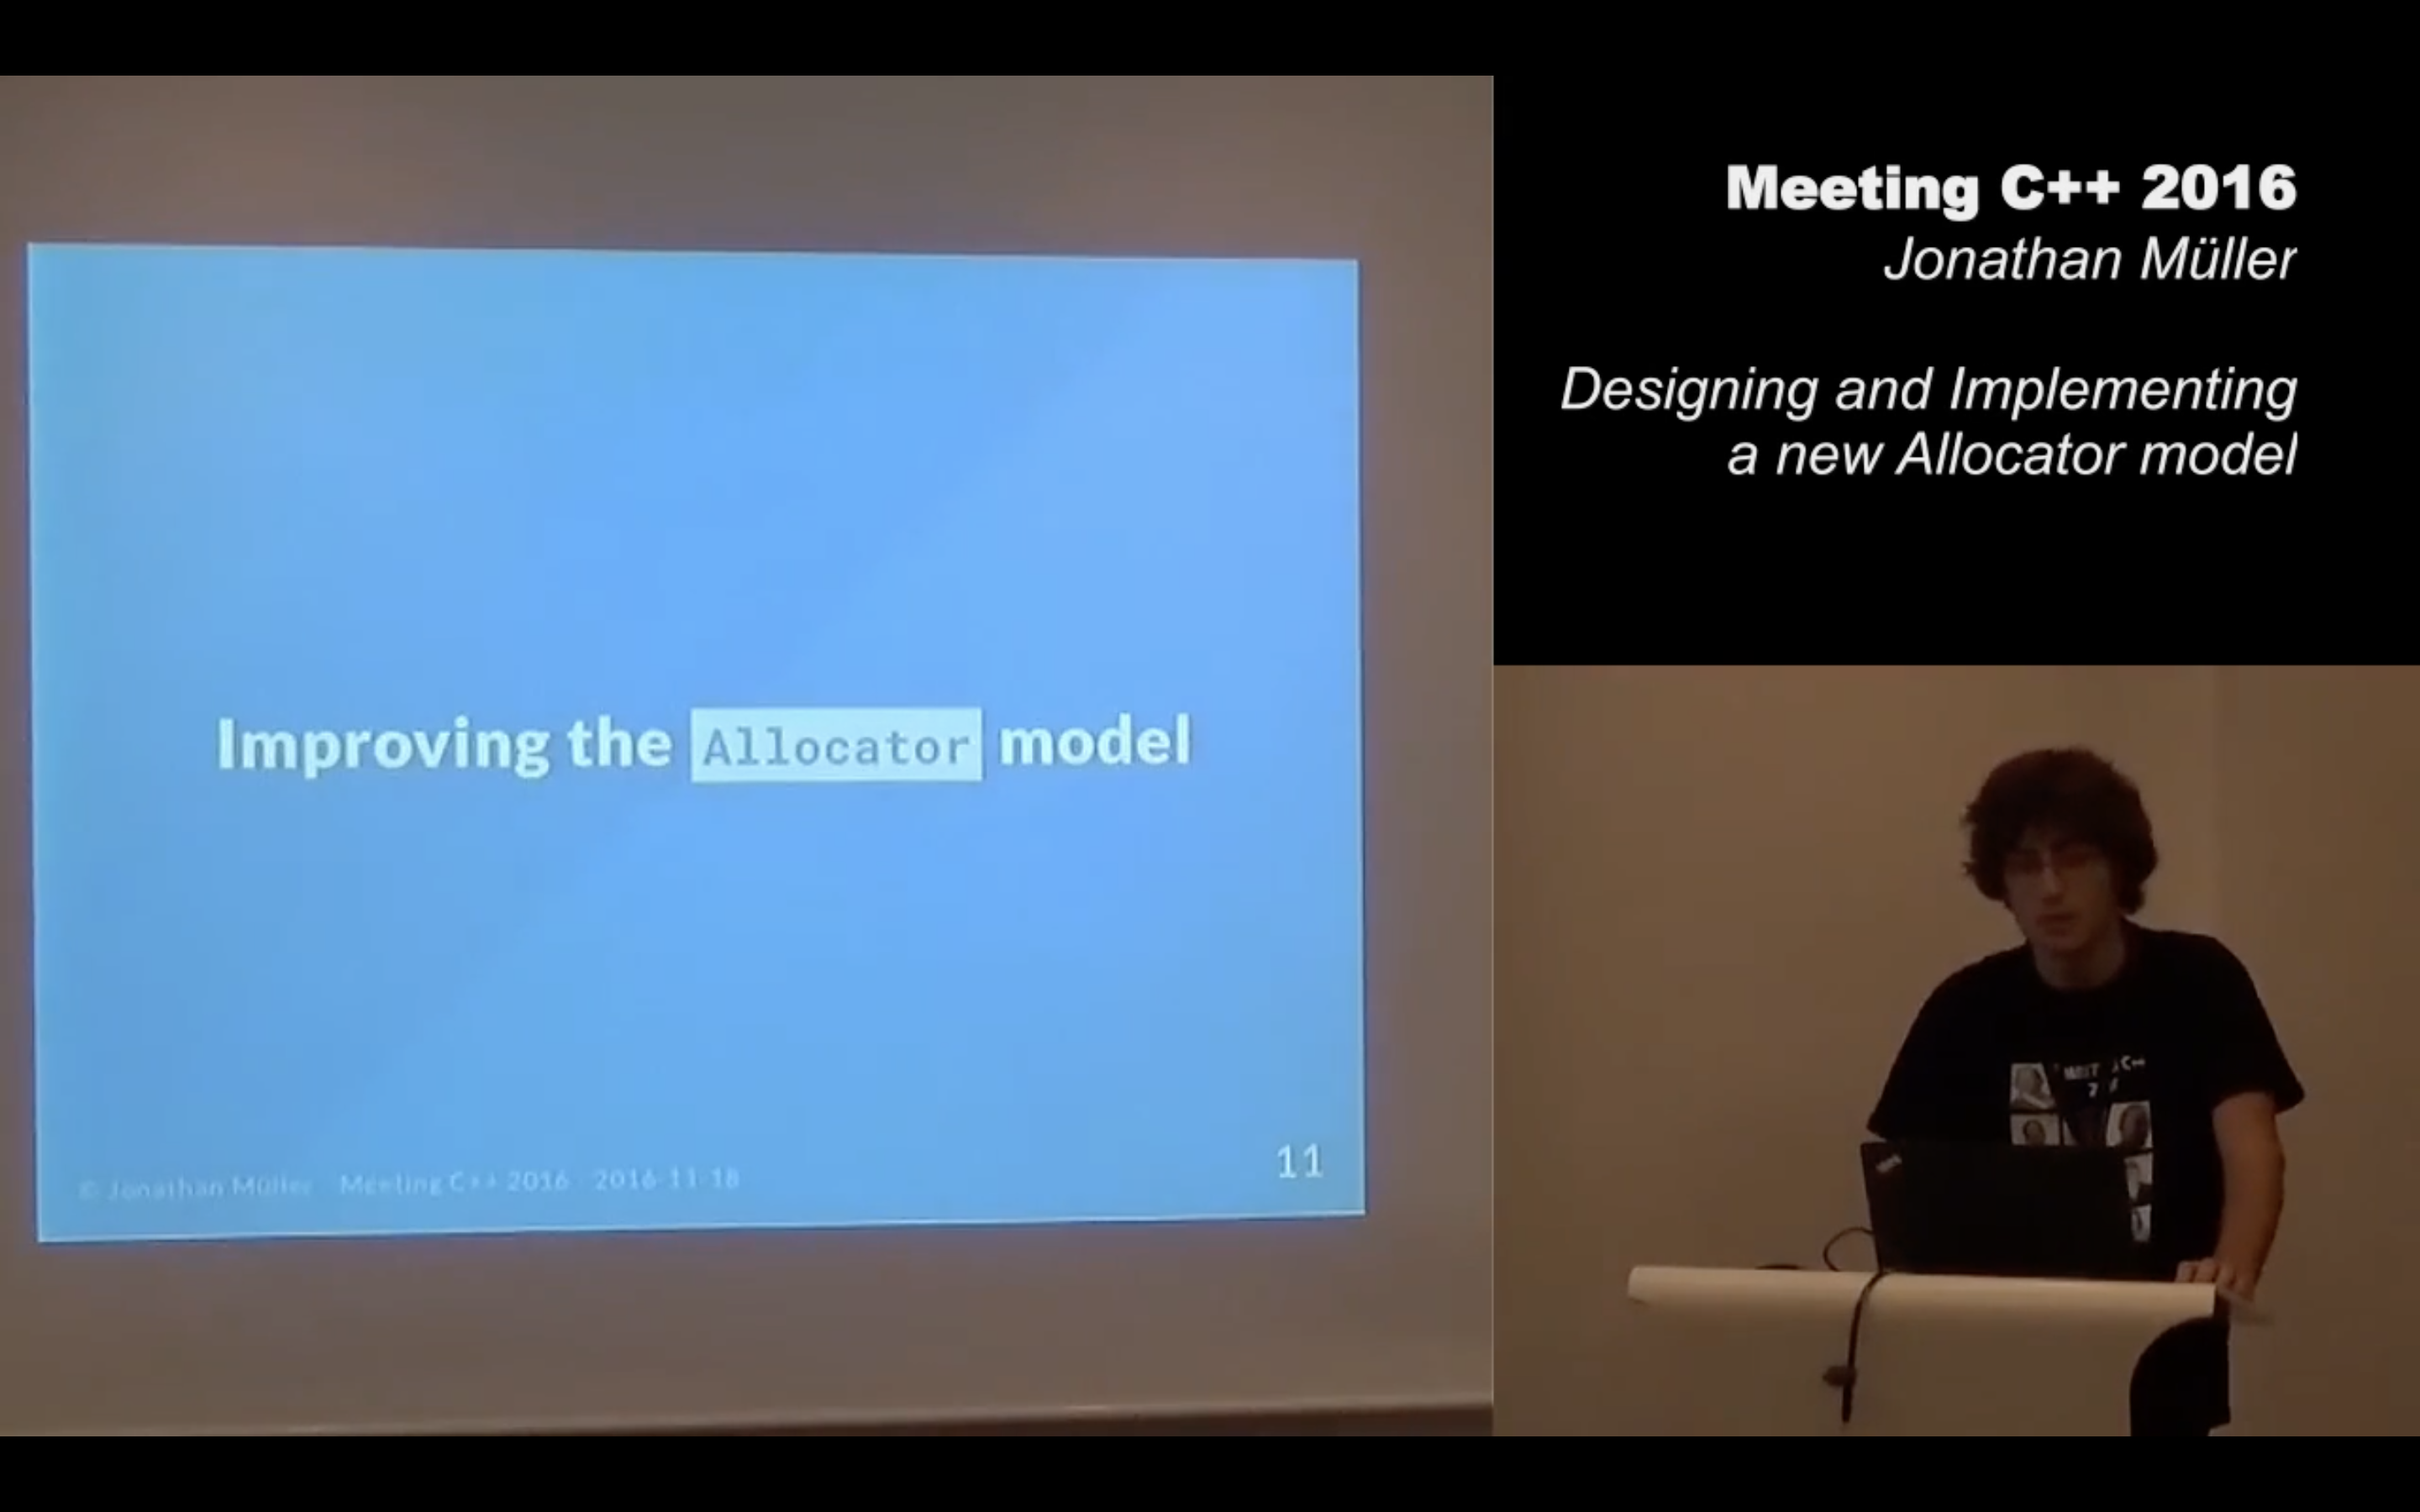 Meeting C++ 2016
Jonathan Müller
Designing and Implementing
a new Allocator model
Improving the Allocator model
© Jonathan Müller Meeting C++ 2016 2016-11-18
11